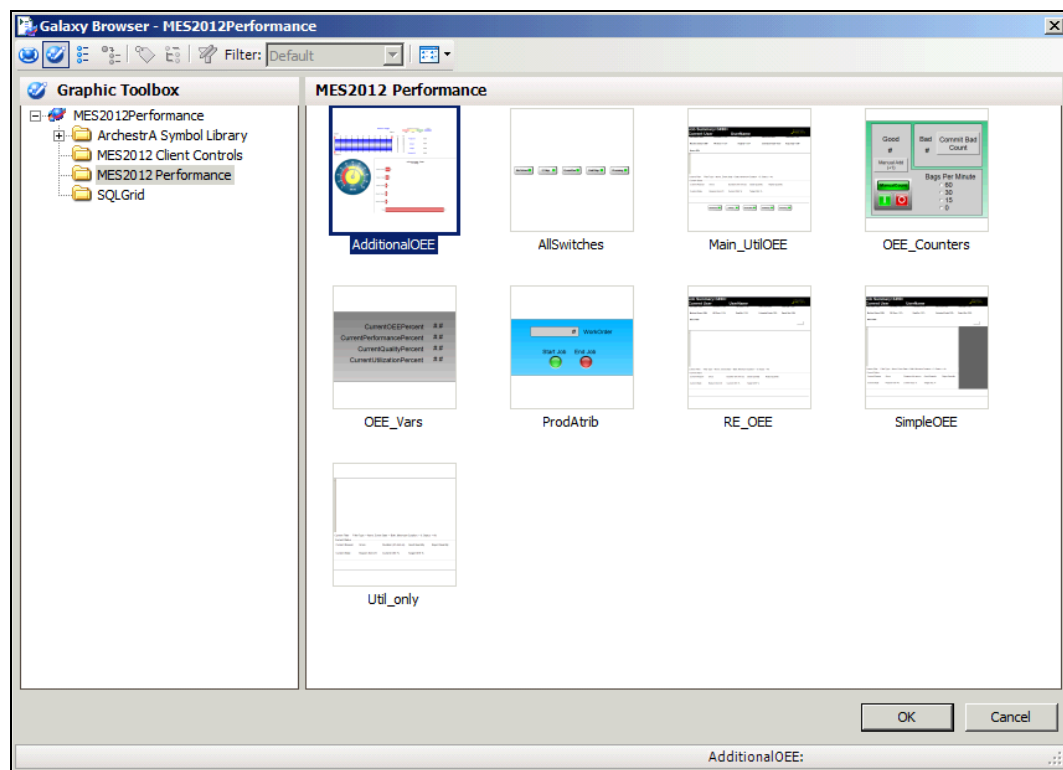 Galaxy Browser - MES2012Performance
Filter: Default
Graphic Toolbox
MES2012Performance
ArchestrA Symbol Library
MES2012 Client Controls
MES2012 Performance
SQLGrid
MES2012 Performance
AdditionalOEE
AllSwitches
Main_UtilOEE
Good
#
Bad
#
Commit Bad
Count
Manual Add
Bags Per Minute
60
30
15
0
OEE_Counters
CurrentOEEPercent ##
CurrentPerformancePercent ##
CurrentQualityPercent ##
CurrentUtilizationPercent ##
OEE_Vars
# WorkOrder
Start Job End Job
ProdAtrib
RE_OEE
SimpleOEE
Util_only
OK
Cancel
AdditionalOEE: